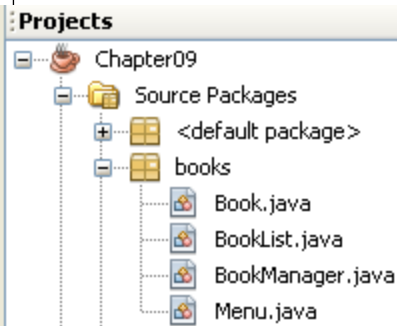 Projects
Chapter09
Source Packages
<default package>
books
Book.java
BookList.java
BookManager.java
Menu.java